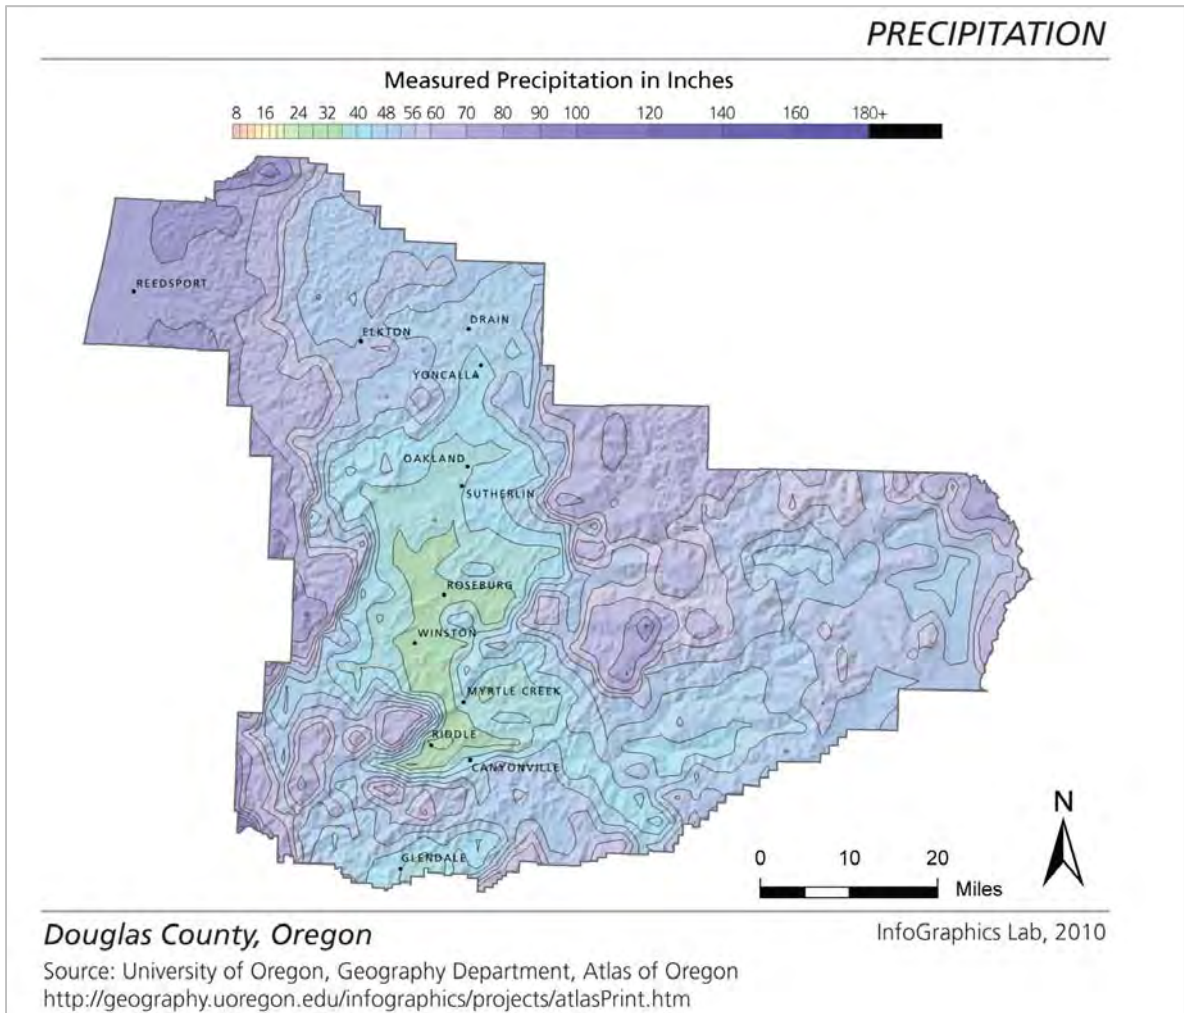 PRECIPITATION
Measured Precipitation in Inches
8 16 24 32 40 48 56 60 70 80 90 100 120 140 160 180+
REEDSPORT
DRAIN
ELKTON
YONCALLA
OAKLAND
SUTHERLIN
ROSEBURG
WINSTON
MYRTLE CREEK
RIDDLE
CANYONVILLE
GLENDALE
N
0 10 20
Miles
Douglas County, Oregon
InfoGraphics Lab, 2010
Source: University of Oregon, Geography Department, Atlas of Oregon
http://geography.uoregon.edu/infographics/projects/atlasPrint.htm